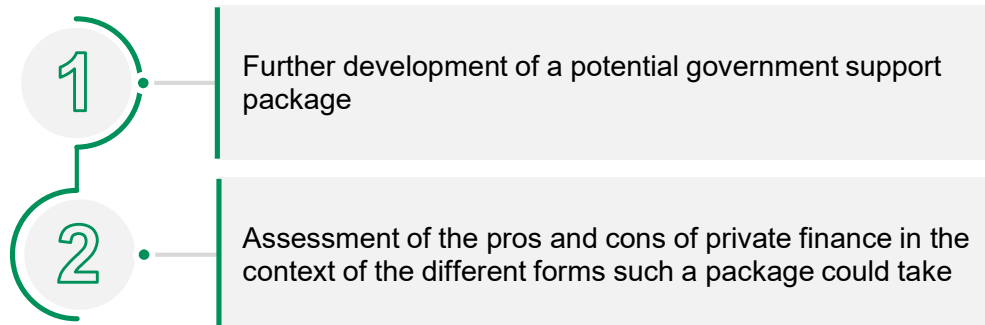 1
Further development of a potential government support
package
2
Assessment of the pros and cons of private finance in the
context of the different forms such a package could take